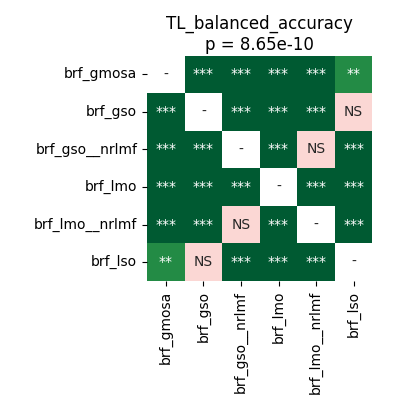 TL_balanced_accuracy
p = 8.65e-10
brf_gmosa - *** *** *** *** **
brf_gso *** - *** *** *** NS
brf_gso__nrlmf *** *** - *** NS ***
brf_lmo *** *** *** - *** ***
brf_lmo__nrlmf *** *** NS *** - ***
brf_lso ** NS *** *** *** -
brf_gmosa
brf_gso
brf_gso__nrlmf
brf_lmo
brf_lmo__nrlmf
brf_lso